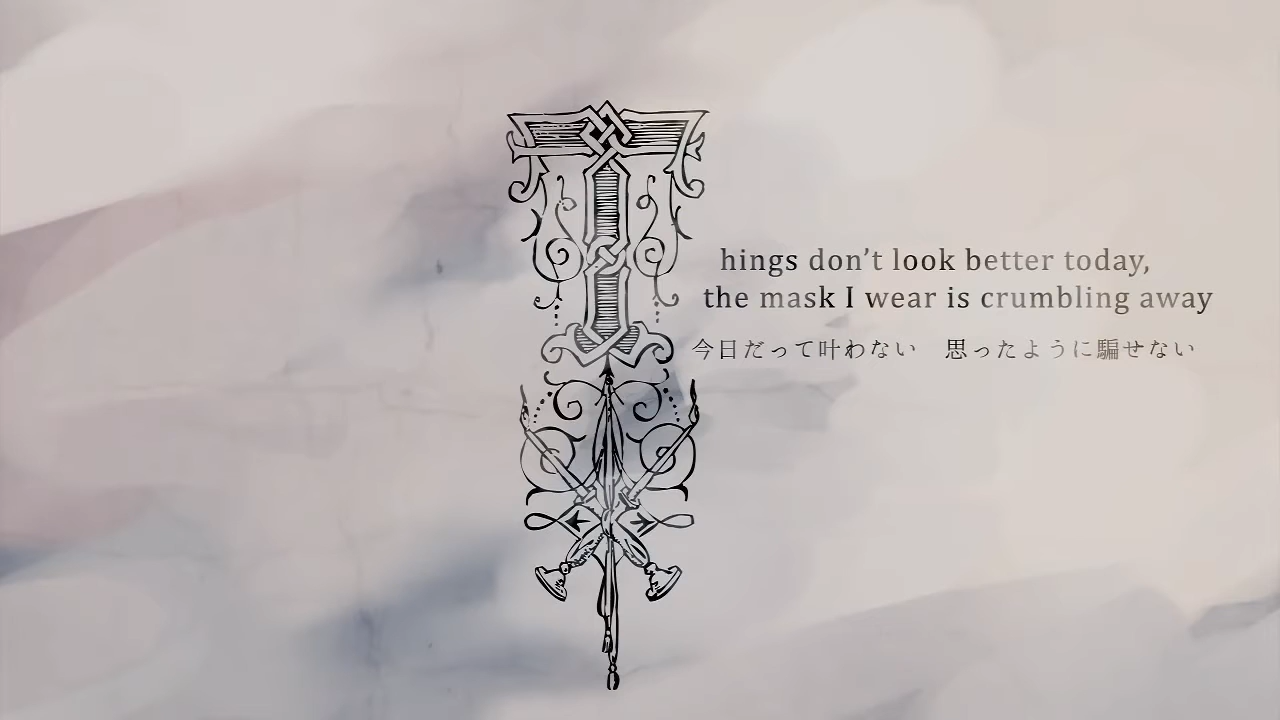 Things don't look better today,
the mask I wear is crumbling away
今日だって叶わない　思ったように騙せない